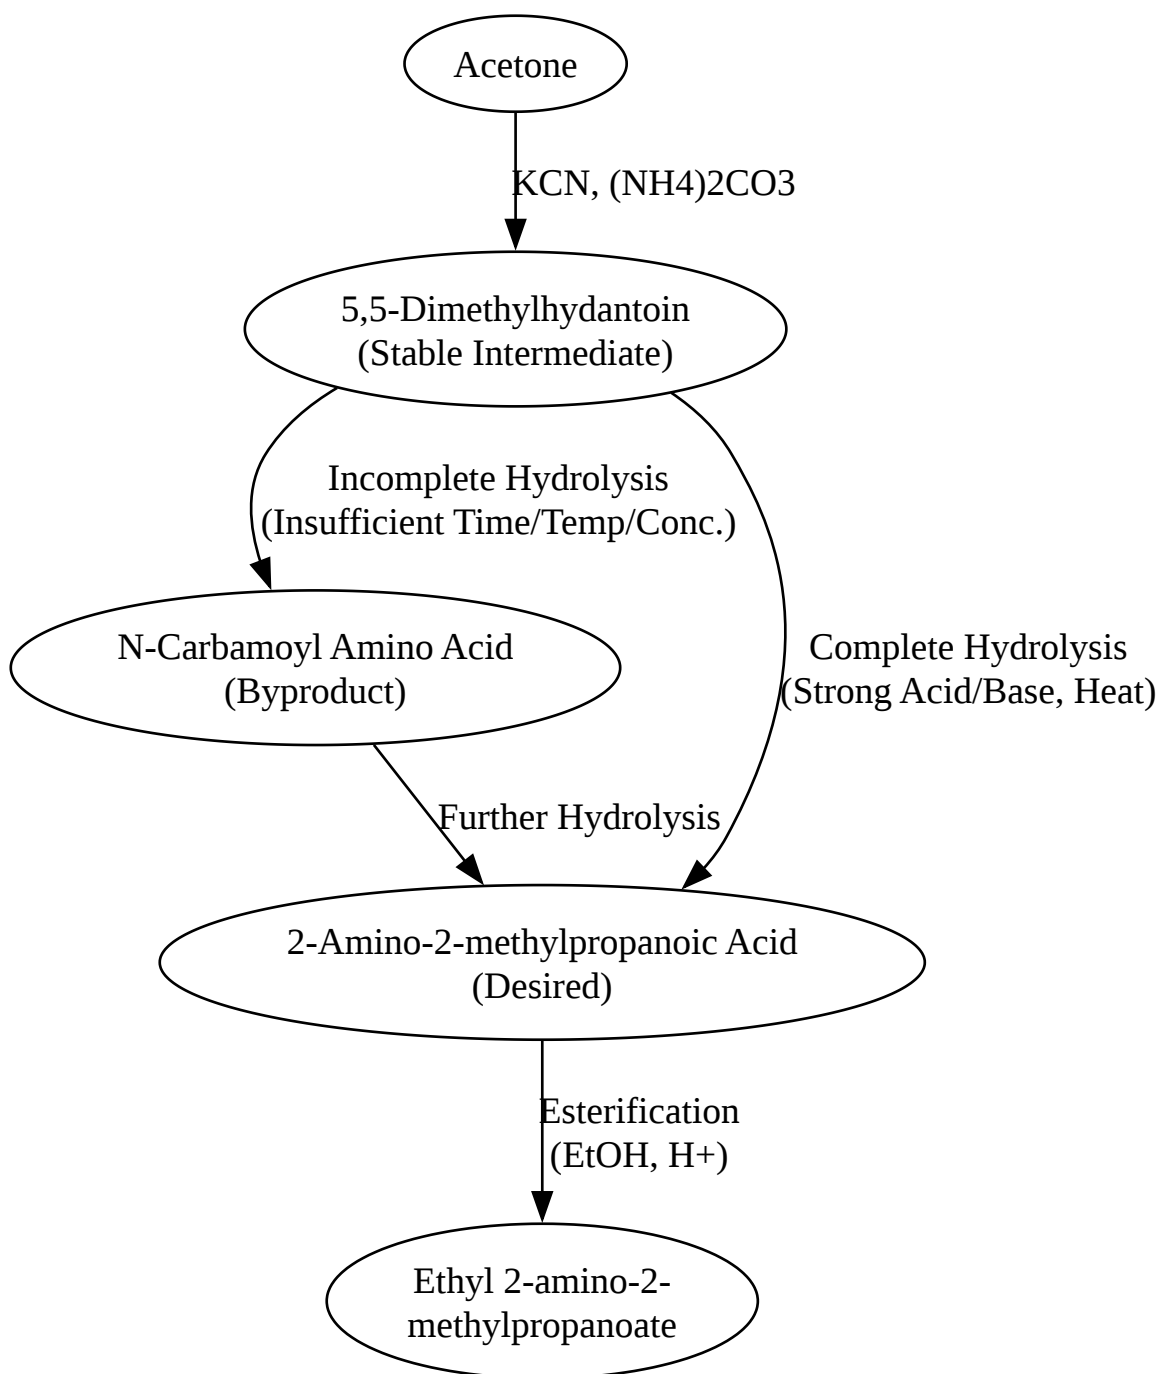 Acetone
KCN, (NH4)2CO3
5,5-Dimethylhydantoin
(Stable Intermediate)
Incomplete Hydrolysis
(Insufficient Time/Temp/Conc.)
N-Carbamoyl Amino Acid
(Byproduct)
Complete Hydrolysis
(Strong Acid/Base, Heat)
Further Hydrolysis
2-Amino-2-methylpropanoic Acid
(Desired)
Esterification
(EtOH, H+)
Ethyl 2-amino-2-
methylpropanoate